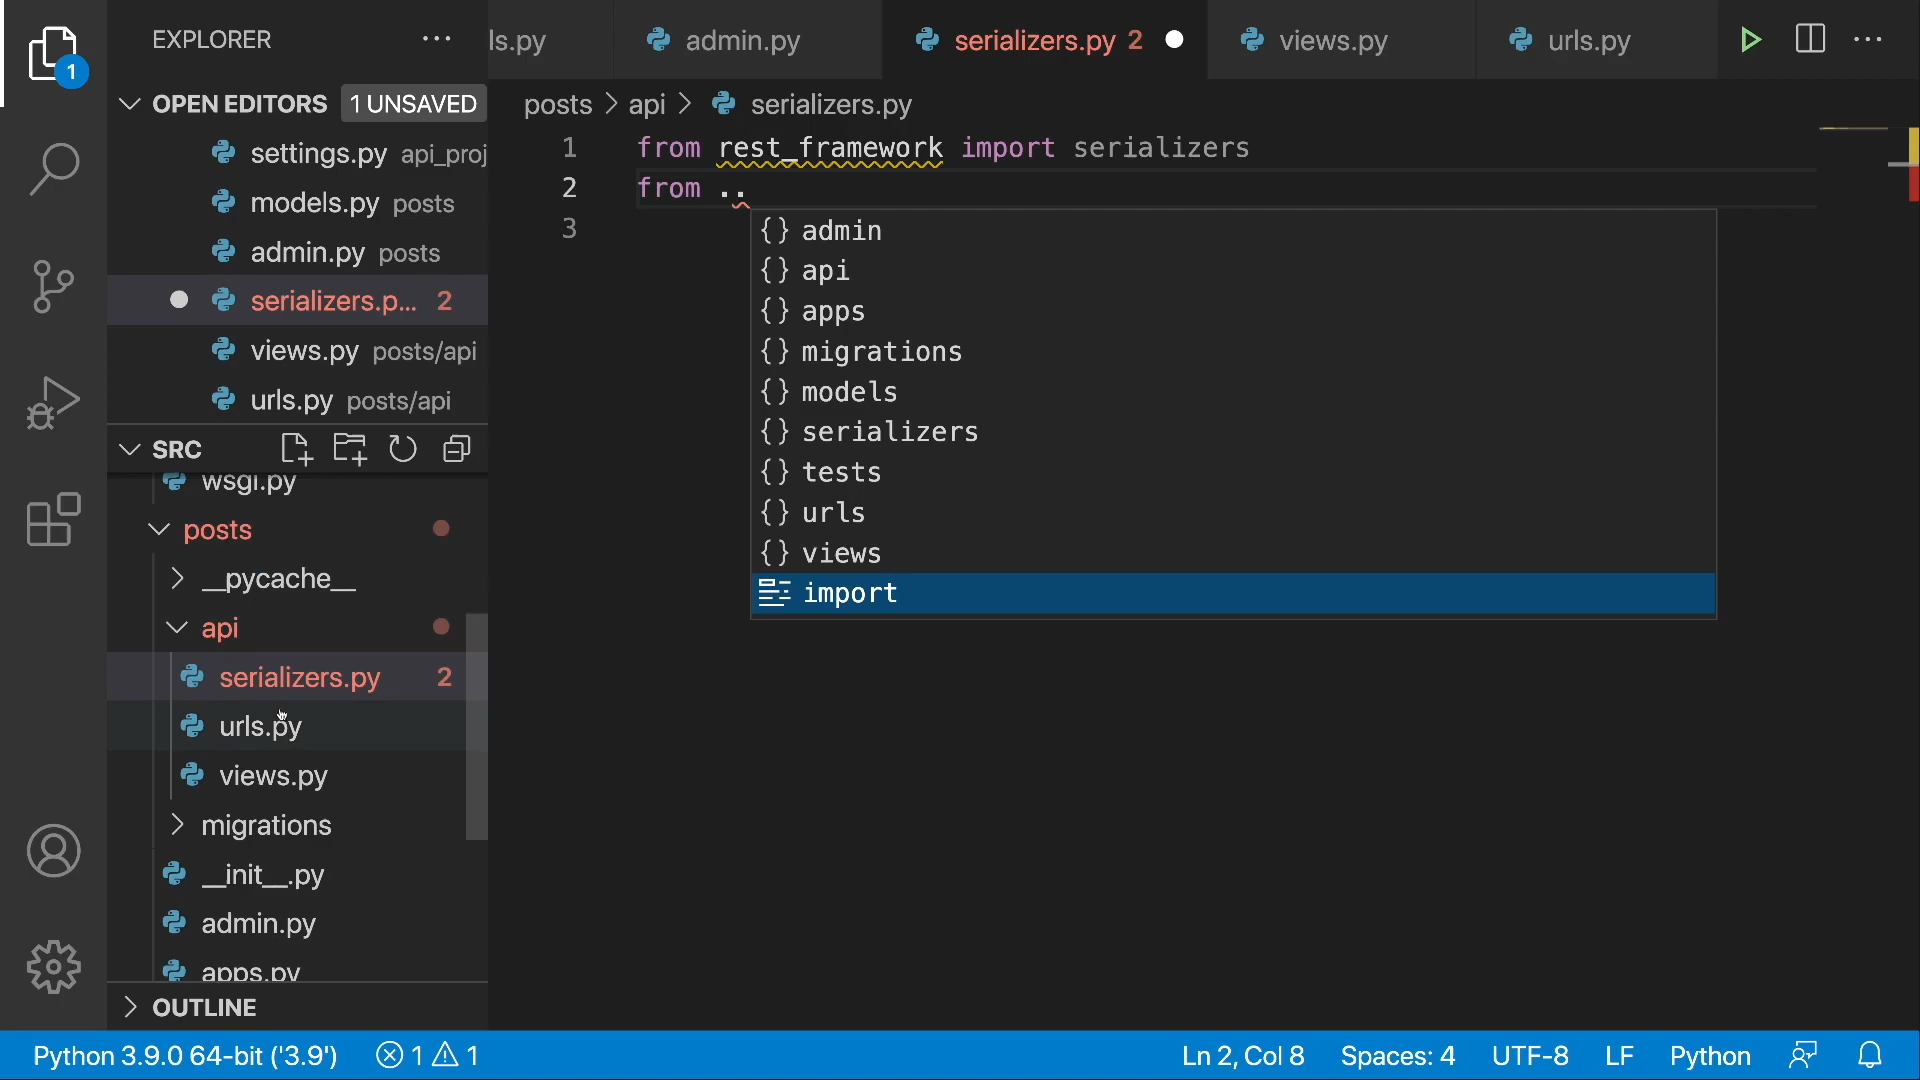 EXPLORER
ls.py
admin.py
serializers.py 2
views.py
urls.py
1
OPEN EDITORS 1 UNSAVED
settings.py api_proj
models.py posts
admin.py posts
serializers.p... 2
views.py posts/api
urls.py posts/api
SRC
wsgi.py
posts
__pycache__
api
serializers.py 2
urls.py
views.py
migrations
__init__.py
admin.py
apps.py
OUTLINE
posts > api > serializers.py
1 from rest_framework import serializers
2 from ..
3
{} admin
{} api
{} apps
{} migrations
{} models
{} serializers
{} tests
{} urls
{} views
import
Python 3.9.0 64-bit ('3.9') 1 1 Ln 2, Col 8 Spaces: 4 UTF-8 LF Python